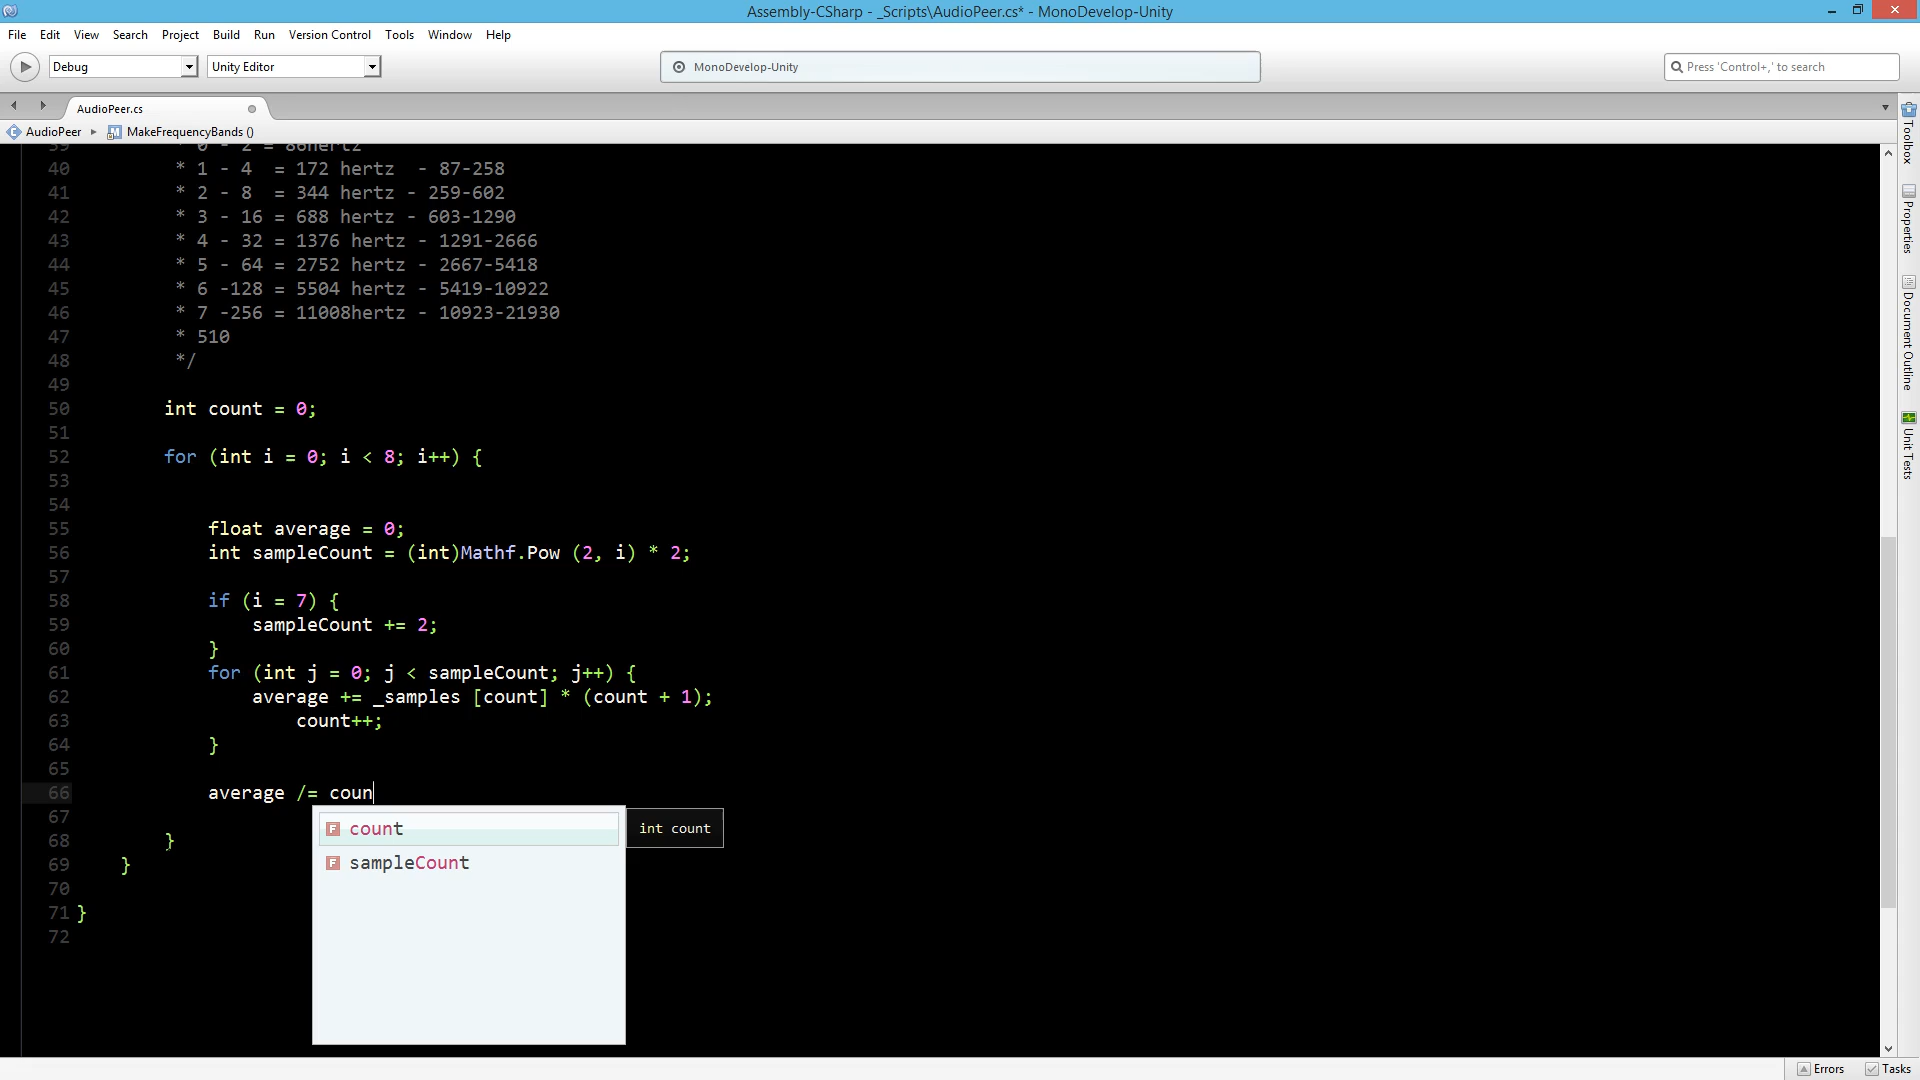 Assembly-CSharp - _Scripts\AudioPeer.cs* - MonoDevelop-Unity
File Edit View Search Project Build Run Version Control Tools Window Help
Debug
Unity Editor
MonoDevelop-Unity
Press 'Control+,' to search
AudioPeer.cs
AudioPeer
MakeFrequencyBands ()
39 * 0 - 2 = 86hertz
40 * 1 - 4  = 172 hertz  - 87-258
41 * 2 - 8  = 344 hertz - 259-602
42 * 3 - 16 = 688 hertz - 603-1290
43 * 4 - 32 = 1376 hertz - 1291-2666
44 * 5 - 64 = 2752 hertz - 2667-5418
45 * 6 -128 = 5504 hertz - 5419-10922
46 * 7 -256 = 11008hertz - 10923-21930
47 * 510
48 */
49
50 int count = 0;
51
52 for (int i = 0; i < 8; i++) {
53
54
55 float average = 0;
56 int sampleCount = (int)Mathf.Pow (2, i) * 2;
57
58 if (i = 7) {
59 sampleCount += 2;
60 }
61 for (int j = 0; j < sampleCount; j++) {
62 average += _samples [count] * (count + 1);
63 count++;
64 }
65
66 average /= coun
67
68 }
69 }
70
71 }
72
count
sampleCount
int count
Toolbox
Properties
Document Outline
Unit Tests
Errors
Tasks